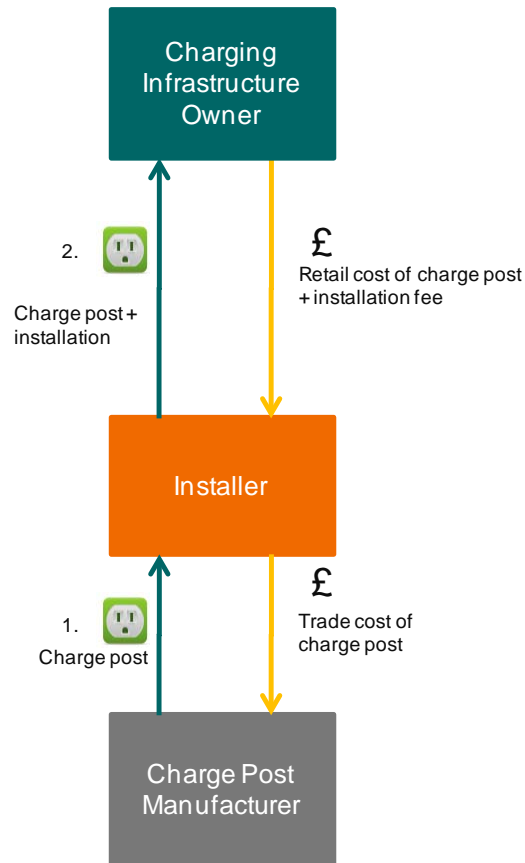 Charging
Infrastructure
Owner
2.
£
Retail cost of charge post
+ installation fee
Charge post +
installation
Installer
£
1.
Trade cost of
charge post
Charge post
Charge Post
Manufacturer